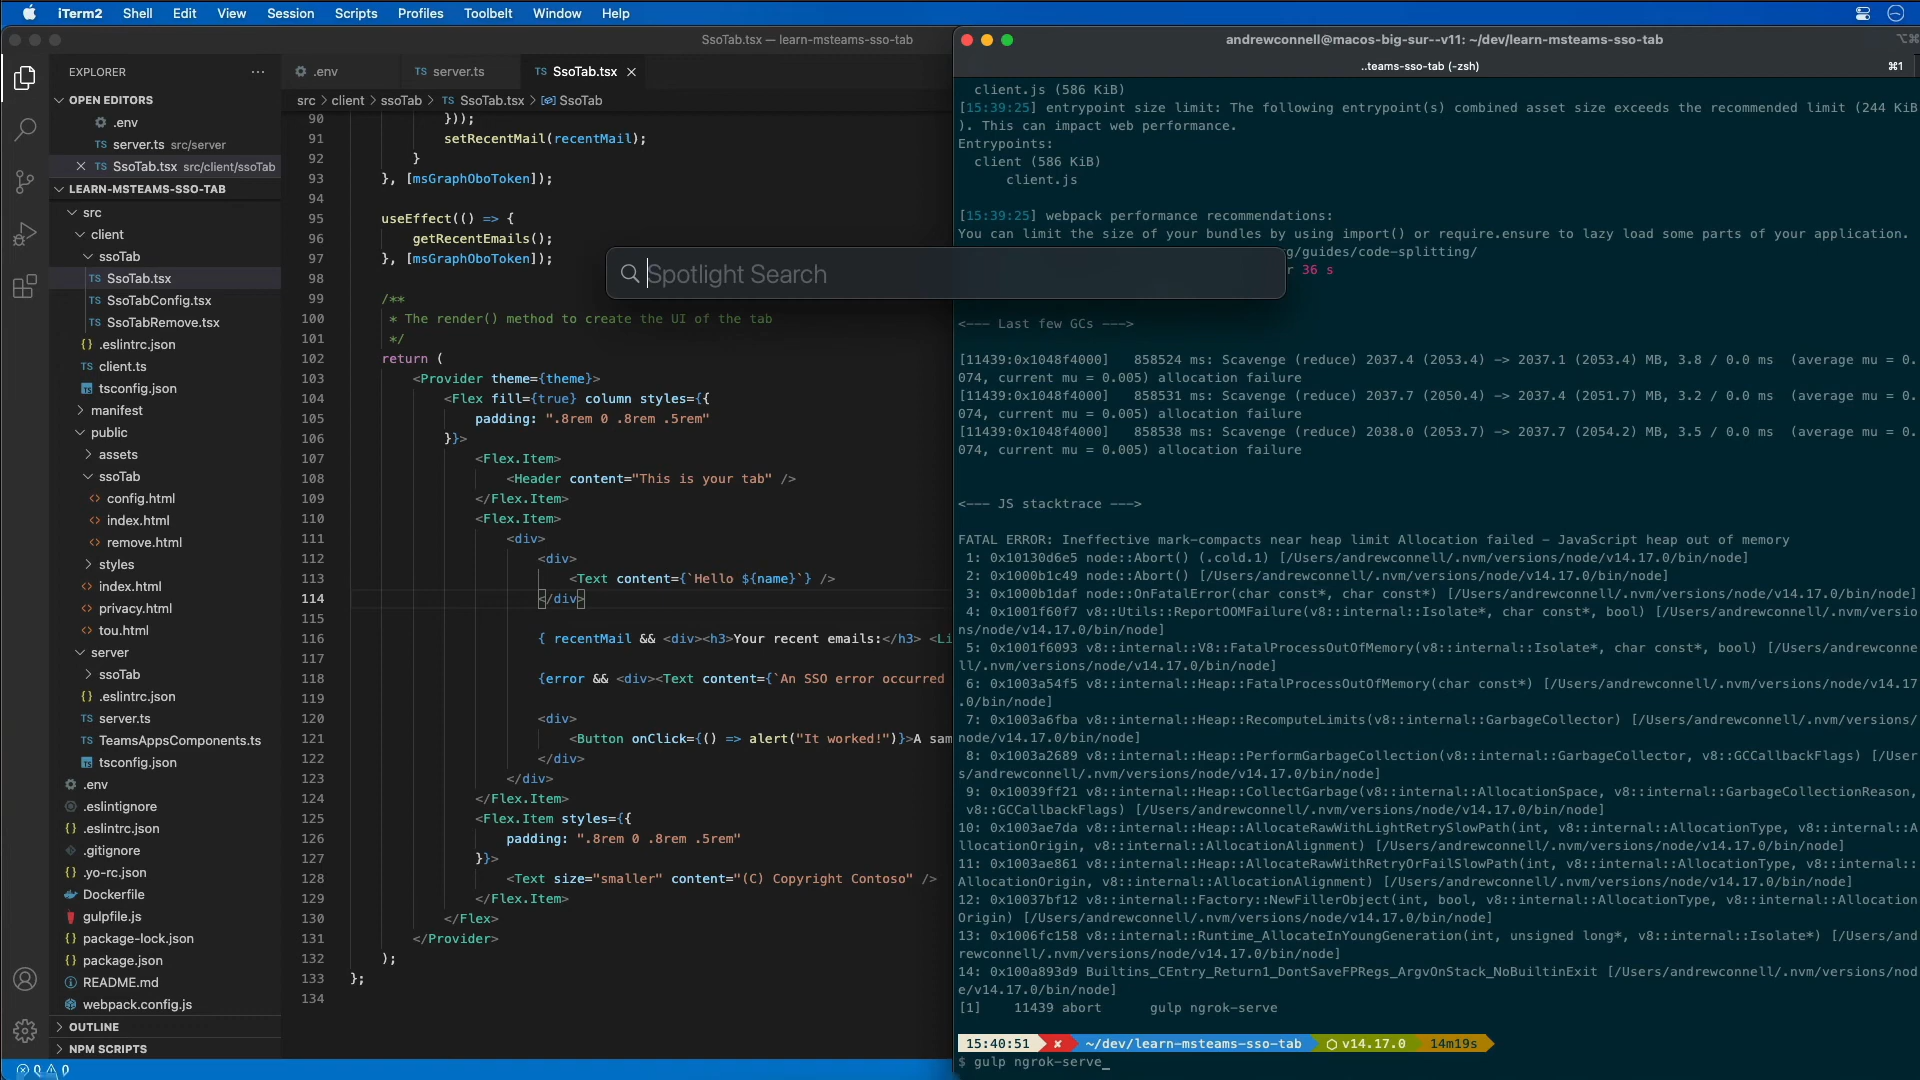 iTerm2 Shell Edit View Session Scripts Profiles Toolbelt Window Help
SsoTab.tsx — learn-msteams-sso-tab
EXPLORER
OPEN EDITORS
.env
TS server.ts src/server
TS SsoTab.tsx src/client/ssoTab
LEARN-MSTEAMS-SSO-TAB
src
client
ssoTab
TS SsoTab.tsx
TS SsoTabConfig.tsx
TS SsoTabRemove.tsx
{} .eslintrc.json
TS client.ts
tsconfig.json
manifest
public
assets
ssoTab
<> config.html
<> index.html
<> remove.html
styles
<> index.html
<> privacy.html
<> tou.html
server
ssoTab
{} .eslintrc.json
TS server.ts
TS TeamsAppsComponents.ts
tsconfig.json
.env
.eslintignore
{} .eslintrc.json
.gitignore
{} .yo-rc.json
Dockerfile
gulpfile.js
{} package-lock.json
{} package.json
README.md
webpack.config.js
OUTLINE
NPM SCRIPTS
0 0
.env TS server.ts TS SsoTab.tsx
src > client > ssoTab > TS SsoTab.tsx > SsoTab
90 }));
91 setRecentMail(recentMail);
92 }
93 }, [msGraphOboToken]);
94
95 useEffect(() => {
96 getRecentEmails();
97 }, [msGraphOboToken]);
98
99 /**
100 * The render() method to create the UI of the tab
101 */
102 return (
103 <Provider theme={theme}>
104 <Flex fill={true} column styles={{
105 padding: ".8rem 0 .8rem .5rem"
106 }}>
107 <Flex.Item>
108 <Header content="This is your tab" />
109 </Flex.Item>
110 <Flex.Item>
111 <div>
112 <div>
113 <Text content={`Hello ${name}`} />
114 </div>
115
116 { recentMail && <div><h3>Your recent emails:</h3> <Li
117
118 {error && <div><Text content={`An SSO error occurred
119
120 <div>
121 <Button onClick={() => alert("It worked!")}>A sam
122 </div>
123 </div>
124 </Flex.Item>
125 <Flex.Item styles={{
126 padding: ".8rem 0 .8rem .5rem"
127 }}>
128 <Text size="smaller" content="(C) Copyright Contoso" />
129 </Flex.Item>
130 </Flex>
131 </Provider>
132 );
133 };
134
Spotlight Search
andrewconnell@macos-big-sur--v11: ~/dev/learn-msteams-sso-tab
..teams-sso-tab (-zsh) ⌘1
client.js (586 KiB)
[15:39:25] entrypoint size limit: The following entrypoint(s) combined asset size exceeds the recommended limit (244 KiB
). This can impact web performance.
Entrypoints:
client (586 KiB)
client.js
[15:39:25] webpack performance recommendations:
You can limit the size of your bundles by using import() or require.ensure to lazy load some parts of your application.
g/guides/code-splitting/
r 36 s
<--- Last few GCs --->
[11439:0x1048f4000] 858524 ms: Scavenge (reduce) 2037.4 (2053.4) -> 2037.1 (2053.4) MB, 3.8 / 0.0 ms (average mu = 0.
074, current mu = 0.005) allocation failure
[11439:0x1048f4000] 858531 ms: Scavenge (reduce) 2037.7 (2050.4) -> 2037.4 (2051.7) MB, 3.2 / 0.0 ms (average mu = 0.
074, current mu = 0.005) allocation failure
[11439:0x1048f4000] 858538 ms: Scavenge (reduce) 2038.0 (2053.7) -> 2037.7 (2054.2) MB, 3.5 / 0.0 ms (average mu = 0.
074, current mu = 0.005) allocation failure
<--- JS stacktrace --->
FATAL ERROR: Ineffective mark-compacts near heap limit Allocation failed - JavaScript heap out of memory
1: 0x10130d6e5 node::Abort() (.cold.1) [/Users/andrewconnell/.nvm/versions/node/v14.17.0/bin/node]
2: 0x1000b1c49 node::Abort() [/Users/andrewconnell/.nvm/versions/node/v14.17.0/bin/node]
3: 0x1000b1daf node::OnFatalError(char const*, char const*) [/Users/andrewconnell/.nvm/versions/node/v14.17.0/bin/node]
4: 0x1001f60f7 v8::Utils::ReportOOMFailure(v8::internal::Isolate*, char const*, bool) [/Users/andrewconnell/.nvm/versio
ns/node/v14.17.0/bin/node]
5: 0x1001f6093 v8::internal::V8::FatalProcessOutOfMemory(v8::internal::Isolate*, char const*, bool) [/Users/andrewconne
ll/.nvm/versions/node/v14.17.0/bin/node]
6: 0x1003a54f5 v8::internal::Heap::FatalProcessOutOfMemory(char const*) [/Users/andrewconnell/.nvm/versions/node/v14.17
.0/bin/node]
7: 0x1003a6fba v8::internal::Heap::RecomputeLimits(v8::internal::GarbageCollector) [/Users/andrewconnell/.nvm/versions/
node/v14.17.0/bin/node]
8: 0x1003a2689 v8::internal::Heap::PerformGarbageCollection(v8::internal::GarbageCollector, v8::GCCallbackFlags) [/User
s/andrewconnell/.nvm/versions/node/v14.17.0/bin/node]
9: 0x10039ff21 v8::internal::Heap::CollectGarbage(v8::internal::AllocationSpace, v8::internal::GarbageCollectionReason,
v8::GCCallbackFlags) [/Users/andrewconnell/.nvm/versions/node/v14.17.0/bin/node]
10: 0x1003ae7da v8::internal::Heap::AllocateRawWithLightRetrySlowPath(int, v8::internal::AllocationType, v8::internal::A
llocationOrigin, v8::internal::AllocationAlignment) [/Users/andrewconnell/.nvm/versions/node/v14.17.0/bin/node]
11: 0x1003ae861 v8::internal::Heap::AllocateRawWithRetryOrFailSlowPath(int, v8::internal::AllocationType, v8::internal::
AllocationOrigin, v8::internal::AllocationAlignment) [/Users/andrewconnell/.nvm/versions/node/v14.17.0/bin/node]
12: 0x10037bf12 v8::internal::Factory::NewFillerObject(int, bool, v8::internal::AllocationType, v8::internal::Allocation
Origin) [/Users/andrewconnell/.nvm/versions/node/v14.17.0/bin/node]
13: 0x1006fc158 v8::internal::Runtime_AllocateInYoungGeneration(int, unsigned long*, v8::internal::Isolate*) [/Users/and
rewconnell/.nvm/versions/node/v14.17.0/bin/node]
14: 0x100a893d9 Builtins_CEntry_Return1_DontSaveFPRegs_ArgvOnStack_NoBuiltinExit [/Users/andrewconnell/.nvm/versions/nod
e/v14.17.0/bin/node]
[1] 11439 abort gulp ngrok-serve
15:40:51 ✘ ~/dev/learn-msteams-sso-tab v14.17.0 14m19s
$ gulp ngrok-serve_